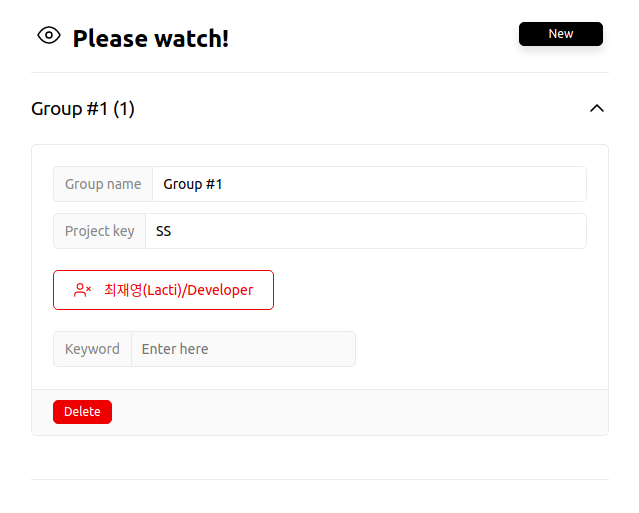 Please watch!
New
Group #1 (1)
Group name Group #1
Project key SS
최재영(Lacti)/Developer
Keyword Enter here
Delete